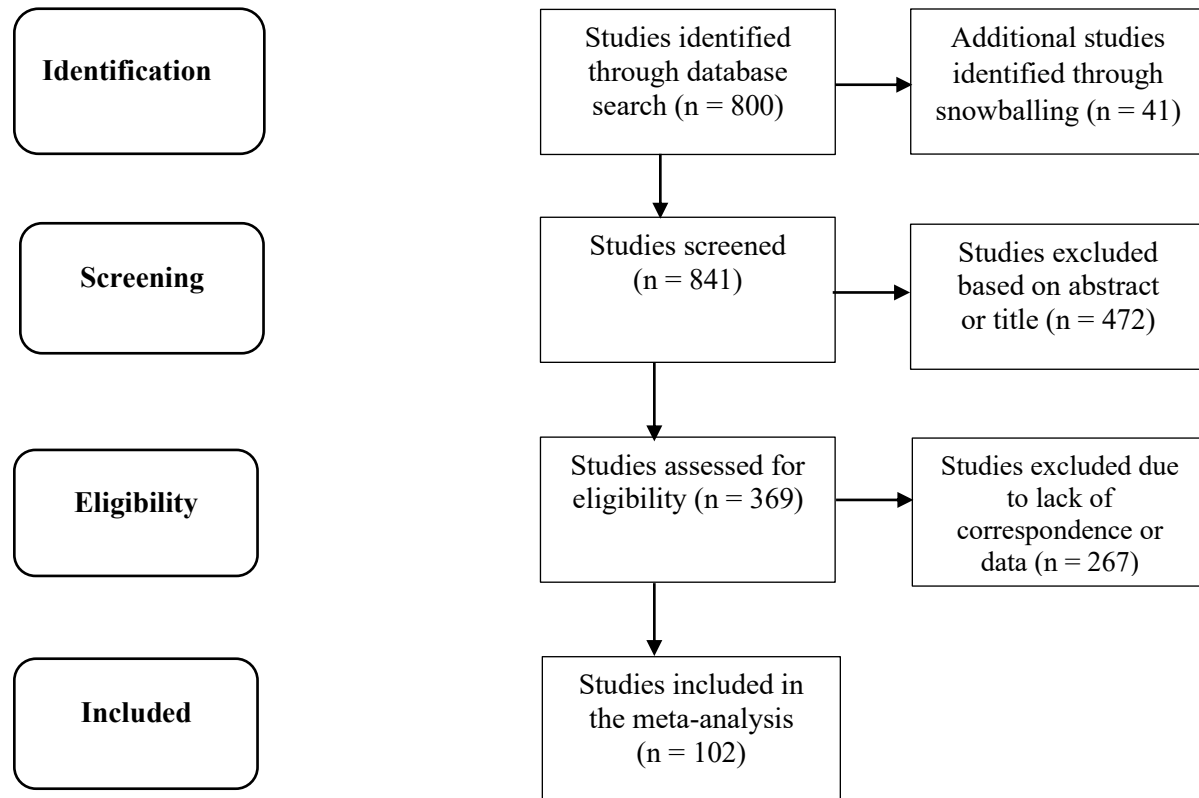 Identification
Studies identified
through database
search (n = 800)
Additional studies
identified through
snowballing (n = 41)
Screening
Studies screened
(n = 841)
Studies excluded
based on abstract
or title (n = 472)
Eligibility
Studies assessed for
eligibility (n = 369)
Studies excluded due
to lack of
correspondence or
data (n = 267)
Included
Studies included in
the meta-analysis
(n = 102)